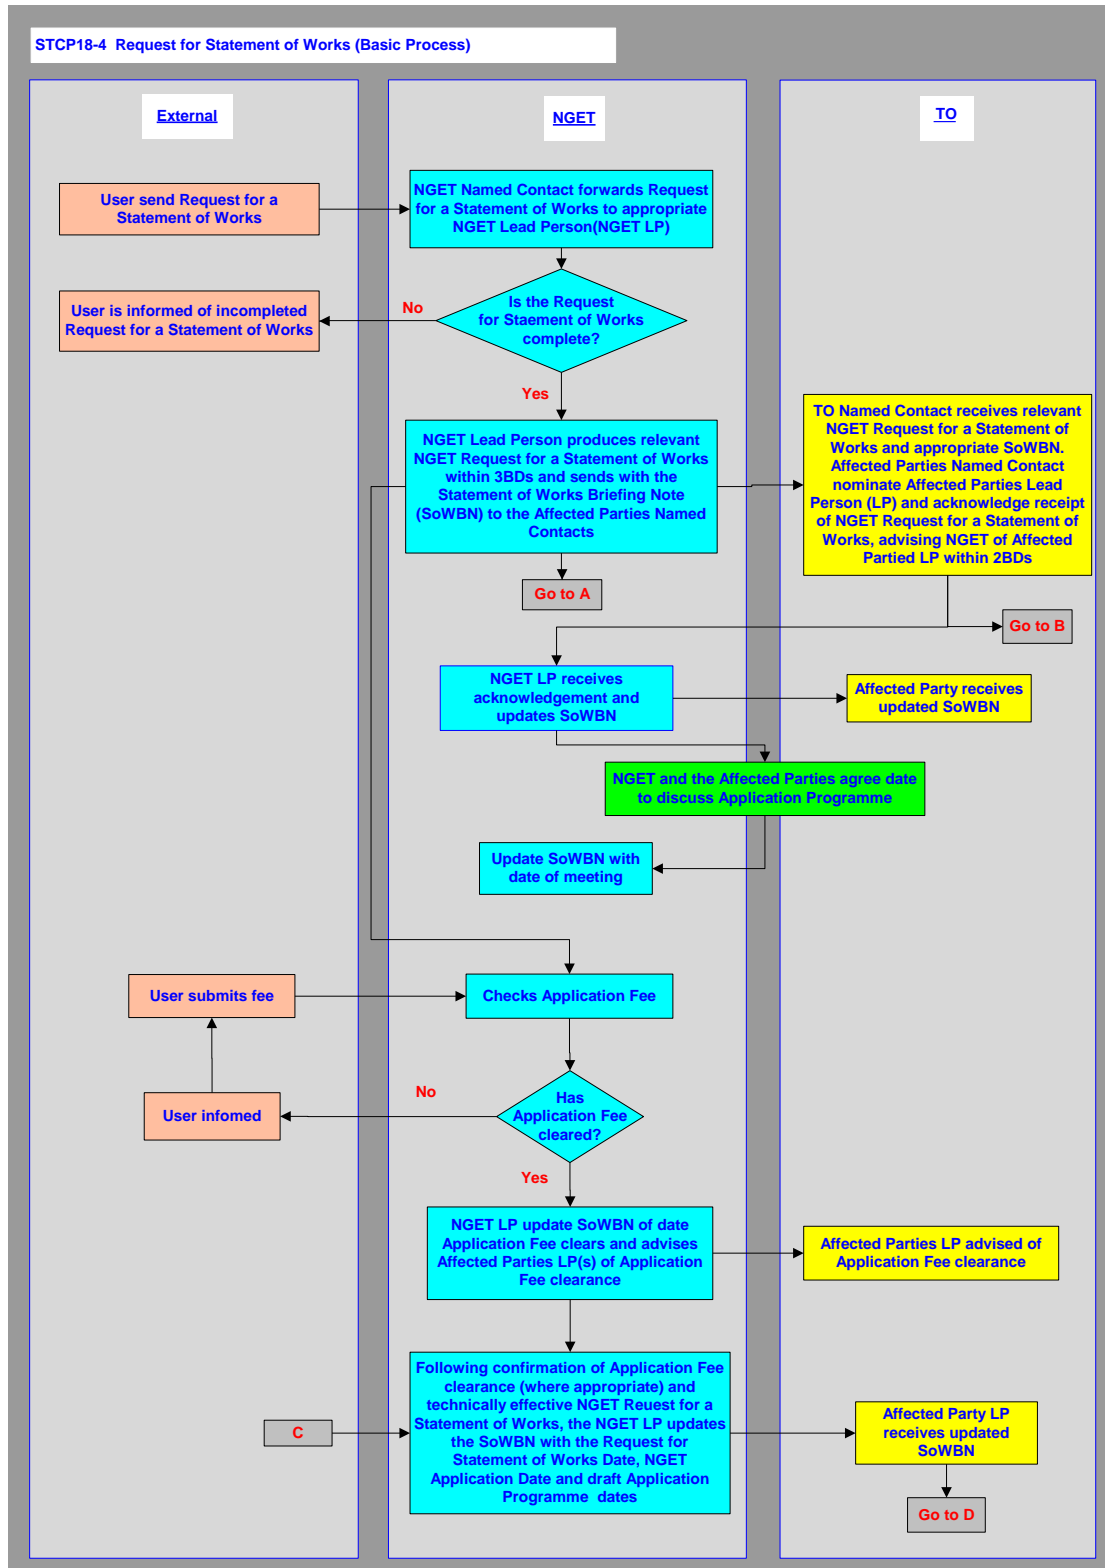 STCP18-4  Request for Statement of Works (Basic Process)
External
NGET
TO
User send Request for a
Statement of Works
NGET Named Contact forwards Request
for a Statement of Works to appropriate
NGET Lead Person(NGET LP)
User is informed of incompleted
Request for a Statement of Works
No
Is the Request
for Staement of Works
complete?
Yes
NGET Lead Person produces relevant
NGET Request for a Statement of Works
within 3BDs and sends with the
Statement of Works Briefing Note
(SoWBN) to the Affected Parties Named
Contacts
TO Named Contact receives relevant
NGET Request for a Statement of
Works and appropriate SoWBN.
Affected Parties Named Contact
nominate Affected Parties Lead
Person (LP) and acknowledge receipt
of NGET Request for a Statement of
Works, advising NGET of Affected
Partied LP within 2BDs
Go to A
Go to B
NGET LP receives
acknowledgement and
updates SoWBN
Affected Party receives
updated SoWBN
NGET and the Affected Parties agree date
to discuss Application Programme
Update SoWBN with
date of meeting
User submits fee
Checks Application Fee
User infomed
No
Has
Application Fee
cleared?
Yes
NGET LP update SoWBN of date
Application Fee clears and advises
Affected Parties LP(s) of Application
Fee clearance
Affected Parties LP advised of
Application Fee clearance
C
Following confirmation of Application Fee
clearance (where appropriate) and
technically effective NGET Reuest for a
Statement of Works, the NGET LP updates
the SoWBN with the Request for
Statement of Works Date, NGET
Application Date and draft Application
Programme  dates
Affected Party LP
receives updated
SoWBN
Go to D